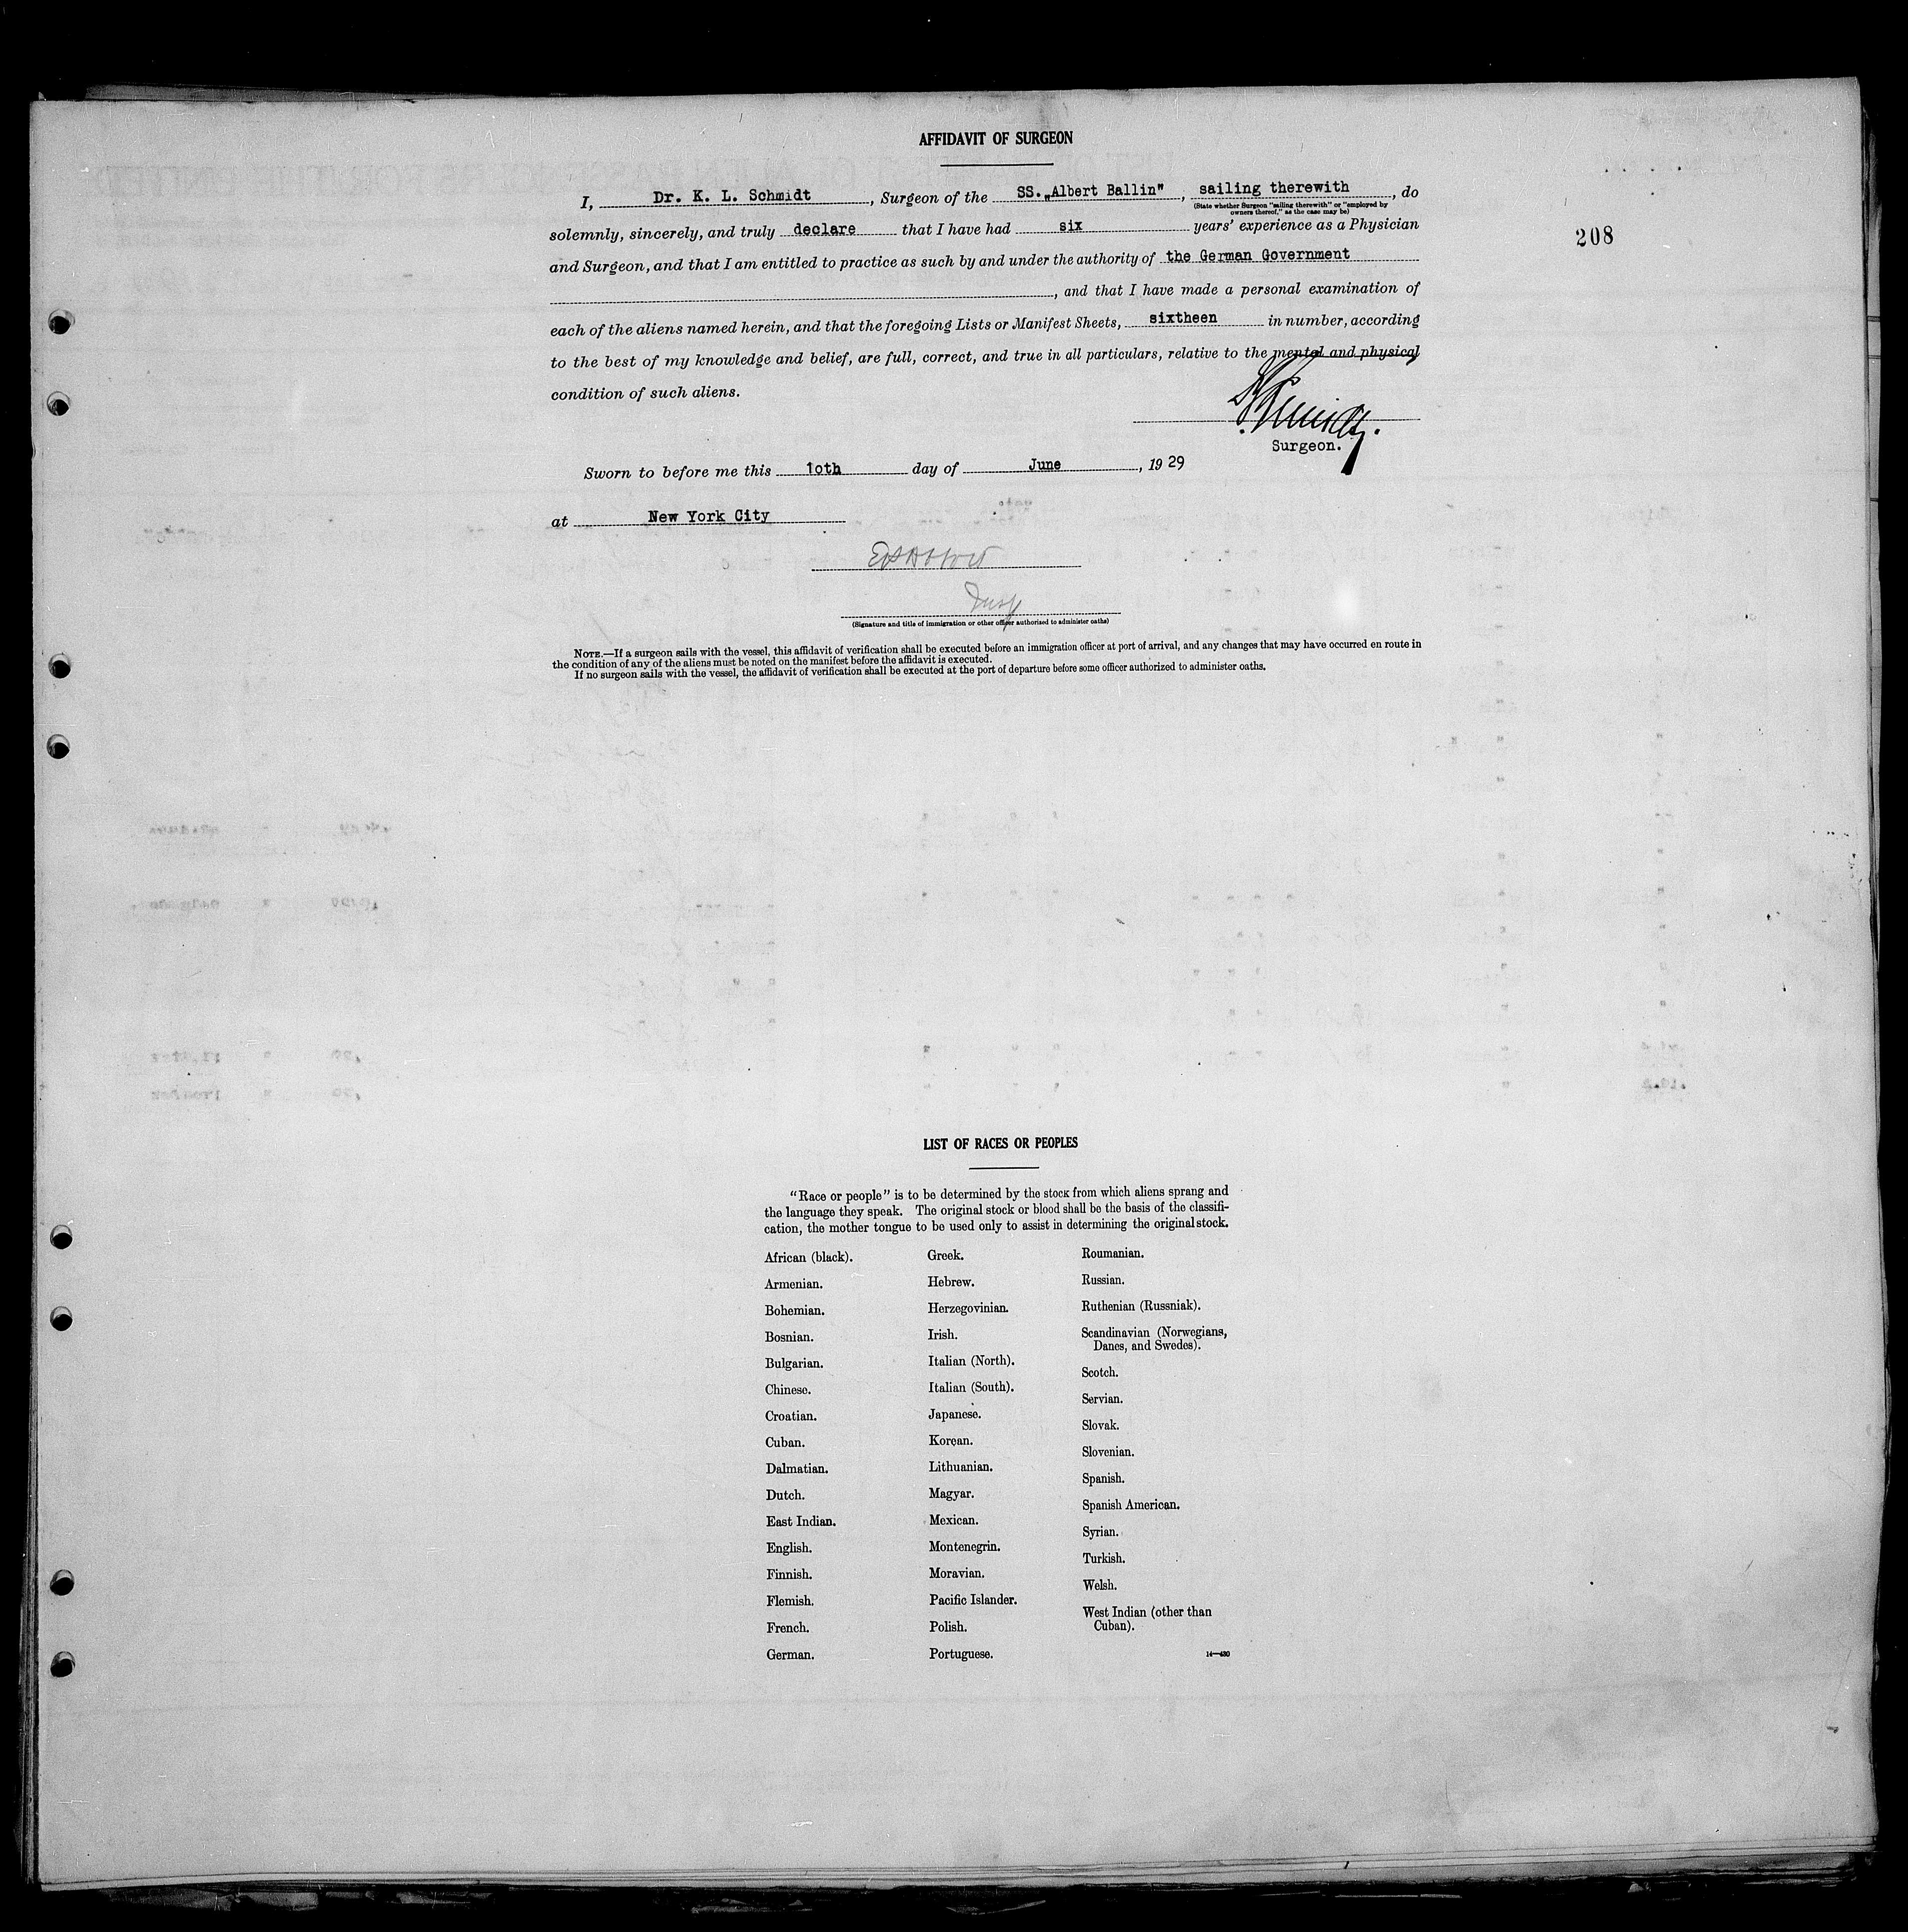 AFFIDAVIT OF SURGEON
I, Dr. K. L. Schmidt, Surgeon of the SS. „Albert Ballin", sailing therewith, do
(State whether Surgeon "sailing therewith" or "employed by
owners thereof," as the case may be)
solemnly, sincerely, and truly declare that I have had six years' experience as a Physician
208
and Surgeon, and that I am entitled to practice as such by and under the authority of the German Government
, and that I have made a personal examination of
each of the aliens named herein, and that the foregoing Lists or Manifest Sheets, sixtheen in number, according
to the best of my knowledge and belief, are full, correct, and true in all particulars, relative to the mental and physical
condition of such aliens.
Schmidt.
Surgeon.
Sworn to before me this 1oth day of June, 19 29
at New York City
Insp
(Signature and title of immigration or other officer authorized to administer oaths)
NOTE.—If a surgeon sails with the vessel, this affidavit of verification shall be executed before an immigration officer at port of arrival, and any changes that may have occurred en route in
the condition of any of the aliens must be noted on the manifest before the affidavit is executed.
If no surgeon sails with the vessel, the affidavit of verification shall be executed at the port of departure before some officer authorized to administer oaths.
LIST OF RACES OR PEOPLES
"Race or people" is to be determined by the stock from which aliens sprang and
the language they speak. The original stock or blood shall be the basis of the classifi-
cation, the mother tongue to be used only to assist in determining the original stock.
African (black).
Armenian.
Bohemian.
Bosnian.
Bulgarian.
Chinese.
Croatian.
Cuban.
Dalmatian.
Dutch.
East Indian.
English.
Finnish.
Flemish.
French.
German.
Greek.
Hebrew.
Herzegovinian.
Irish.
Italian (North).
Italian (South).
Japanese.
Korean.
Lithuanian.
Magyar.
Mexican.
Montenegrin.
Moravian.
Pacific Islander.
Polish.
Portuguese.
Roumanian.
Russian.
Ruthenian (Russniak).
Scandinavian (Norwegians,
Danes, and Swedes).
Scotch.
Servian.
Slovak.
Slovenian.
Spanish.
Spanish American.
Syrian.
Turkish.
Welsh.
West Indian (other than
Cuban).
14—430